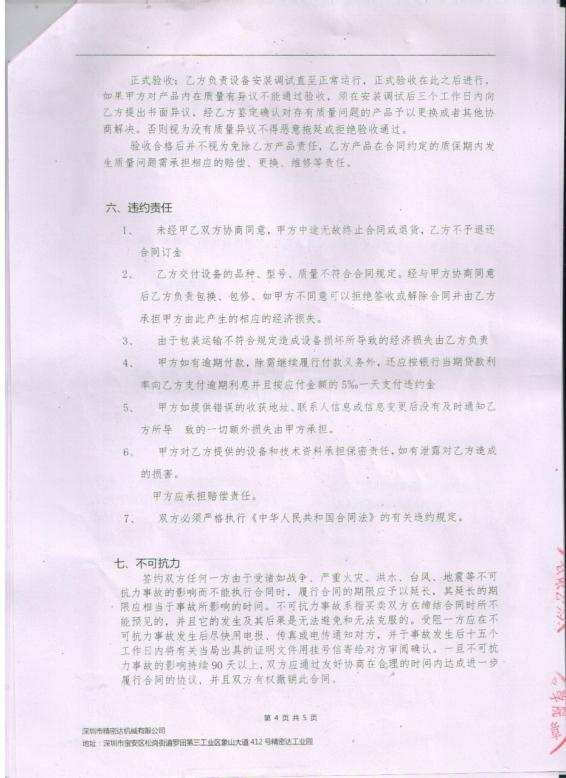 正式验收：乙方负责设备安装调试直至正常运行，正式验收在此之后进行，
如果甲方对产品内在质量有异议不能通过验收，须在安装调试后三个工作日内向
乙方提出书面异议，经乙方鉴定确认对存有质量问题的产品予以更换或者其他协
商解决。否则视为没有质量异议不得恶意拖延或拒绝验收通过。
验收合格后并不视为免除乙方产品责任，乙方产品在合同约定的质保期内发
生质量问题需承担相应的赔偿、更换、维修等责任。
六、违约责任
1、 未经甲乙双方协商同意，甲方中途无故终止合同或退货，乙方不予退还
合同订金
2、 乙方交付设备的品种、型号、质量不符合合同规定。经与甲方协商同意
后乙方负责包换、包修。如甲方不同意可以拒绝签收或解除合同并由乙方
承担甲方由此产生的相应的经济损失。
3、 由于包装运输不符合规定造成设备损坏所导致的经济损失由乙方负责
4、 甲方如有逾期付款，除需继续履行付款义务外，还应按银行当期贷款利
率向乙方支付逾期利息并且按应付金额的 5‰一天支付违约金
5、 甲方如提供错误的收获地址、联系人信息或信息变更后没有及时通知乙
方所导 致的一切额外损失由甲方承担。
6、 甲方对乙方提供的设备和技术资料承担保密责任，如有泄露对乙方造成
的损害。
甲方应承担赔偿责任。
7、 双方必须严格执行《中华人民共和国合同法》的有关违约规定。
七、不可抗力
签约双方任何一方由于受诸如战争、严重火灾、洪水、台风、地震等不可
抗力事故的影响而不能执行合同时，履行合同的期限应予以延长，其延长的期
限应相当于事故所影响的时间。不可抗力事故系指买卖双方在缔结合同时所不
能预见的，并且它的发生及其后果是无法避免和无法克服的。受阻一方应在不
可抗力事故发生后尽快用电报、传真或电传通知对方，并于事故发生后十五个
工作日内将有关当局出具的证明文件用挂号信寄给对方审阅确认。一旦不可抗
力事故的影响持续 90 天以上，双方应通过友好协商在合理的时间内达成进一步
履行合同的协议，并且双方有权撤销此合同。
第 4 页 共 5 页
深圳市精密达机械有限公司
地址：深圳市宝安区松岗街道罗田第三工业区象山大道 412 号精密达工业园